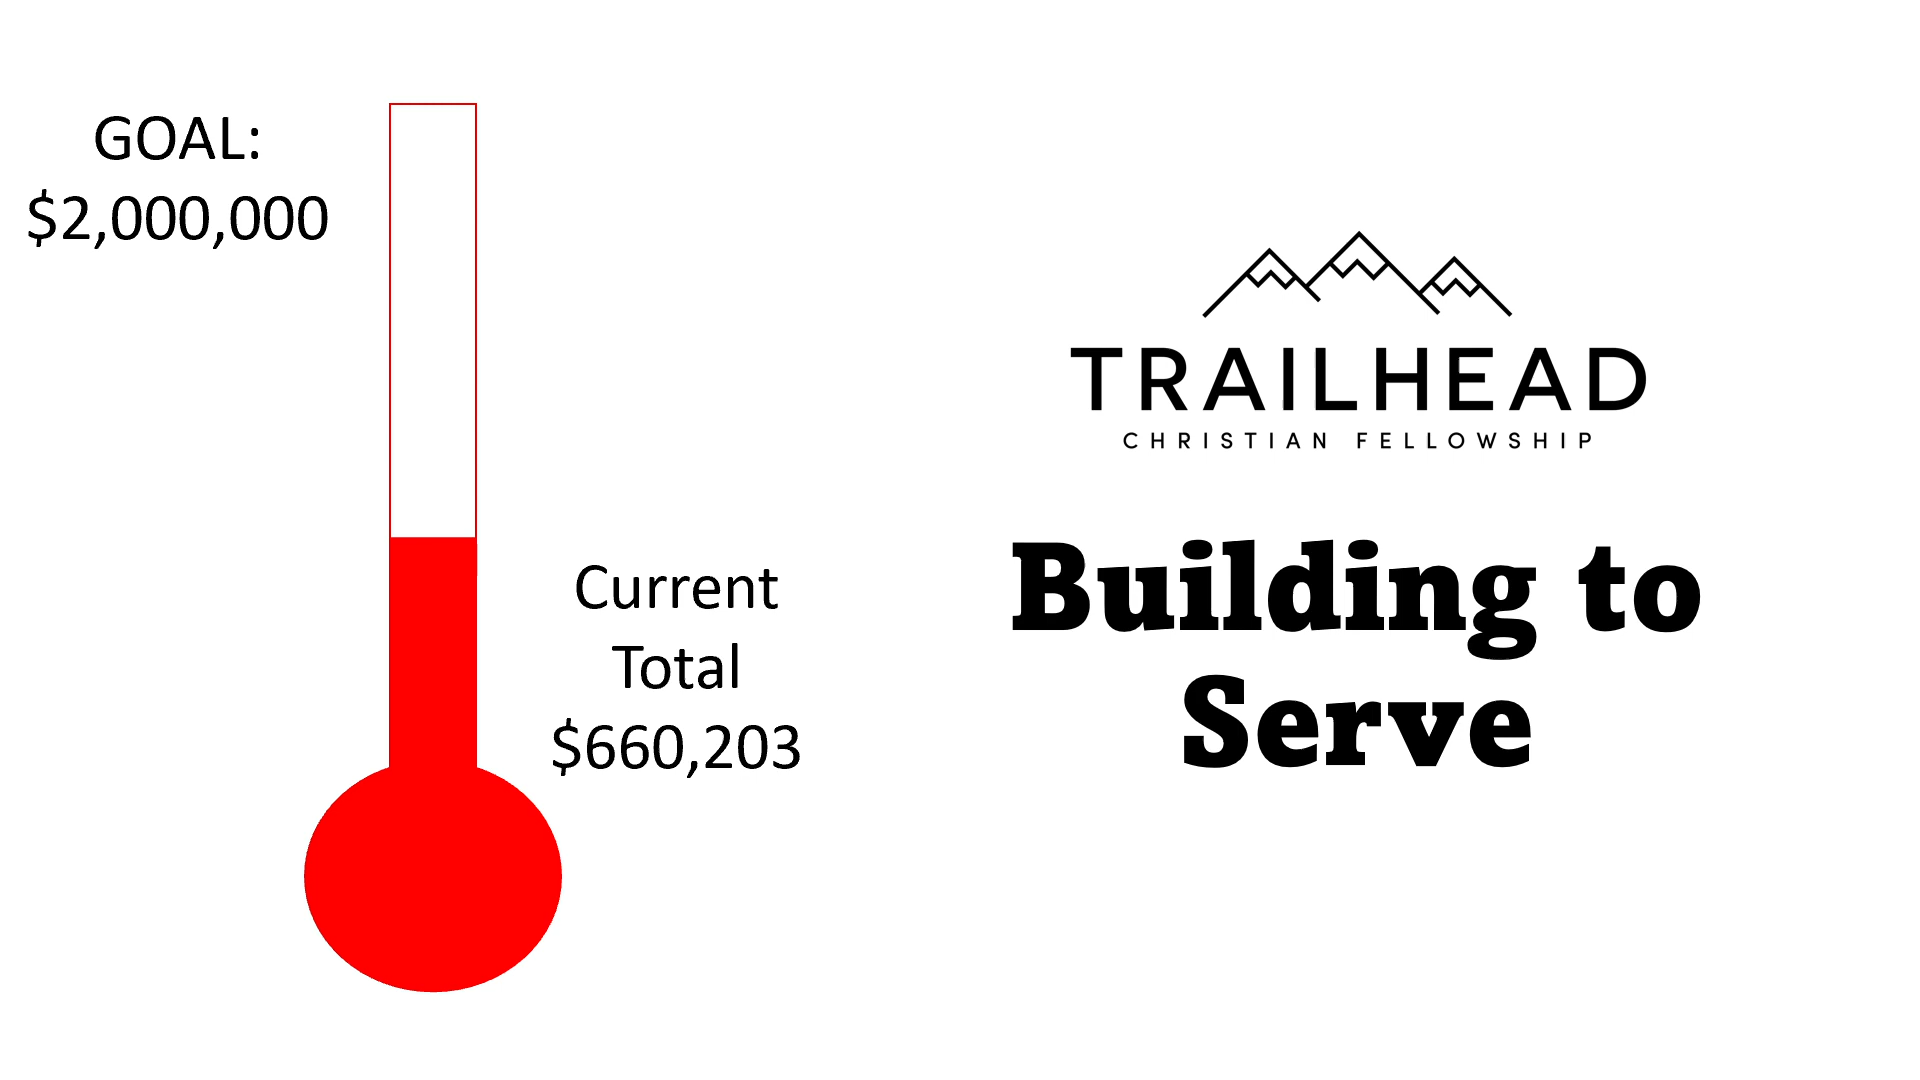 GOAL:
$2,000,000
Current
Total
$660,203
TRAILHEAD
CHRISTIAN FELLOWSHIP
Building to
Serve